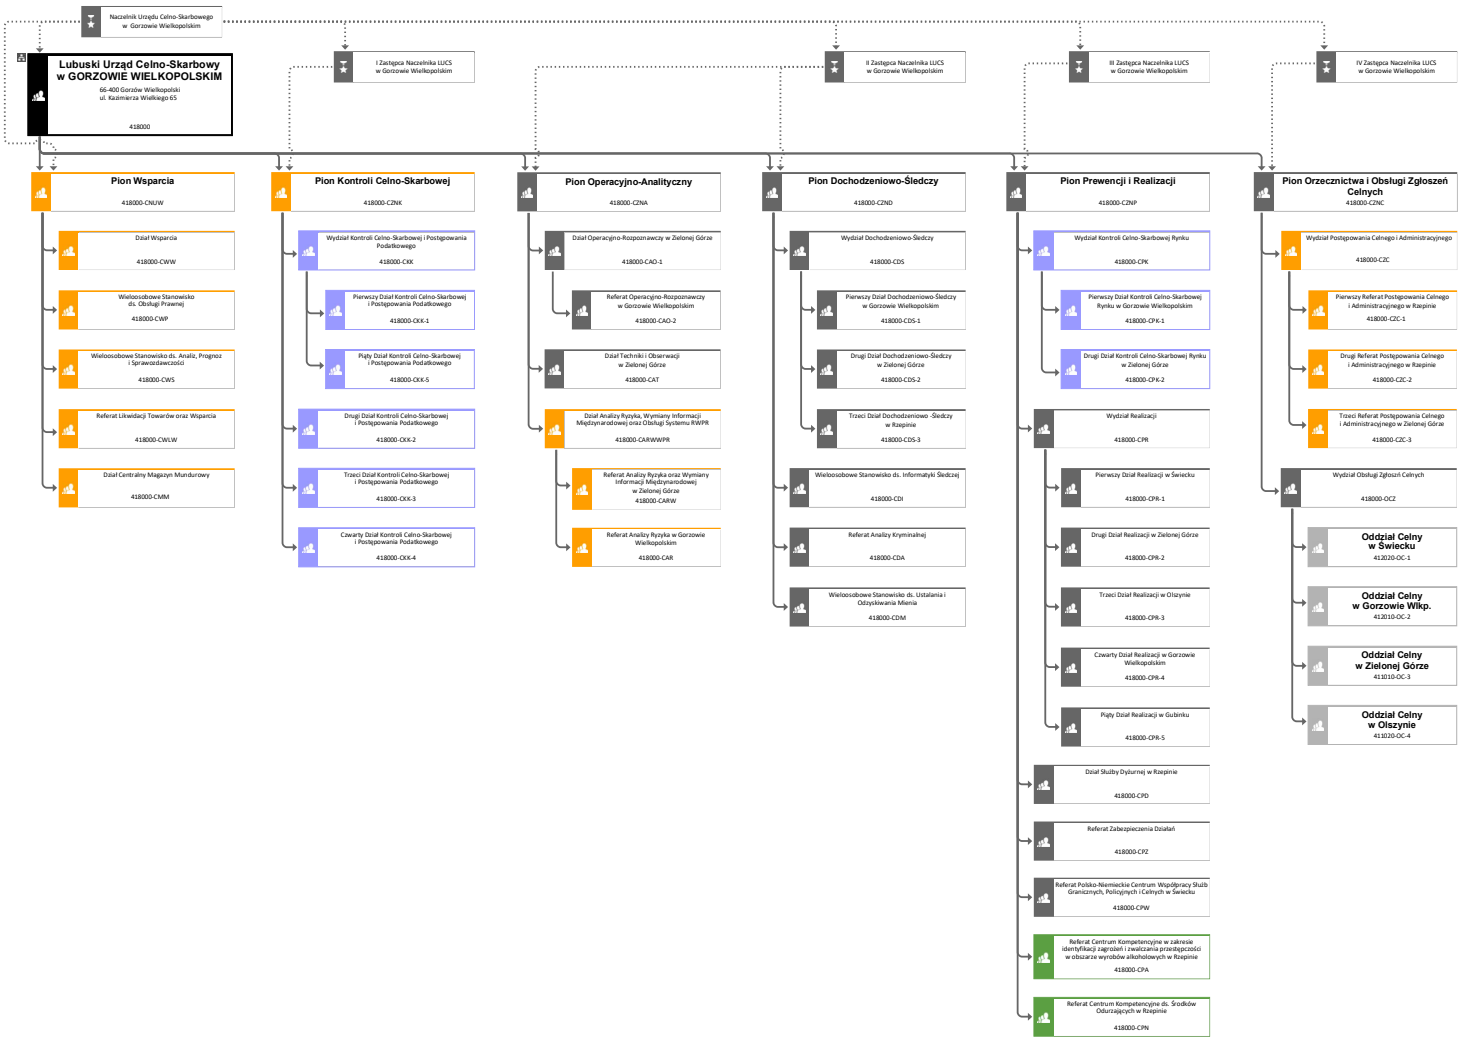 Naczelnik Urzędu Celno-Skarbowego
w Gorzowie Wielkopolskim
I Zastępca Naczelnika LUCS
w Gorzowie Wielkopolskim
II Zastępca Naczelnika LUCS
w Gorzowie Wielkopolskim
III Zastępca Naczelnika LUCS
w Gorzowie Wielkopolskim
IV Zastępca Naczelnika LUCS
w Gorzowie Wielkopolskim
Lubuski Urząd Celno-Skarbowy
w GORZOWIE WIELKOPOLSKIM
66-400 Gorzów Wielkopolski
ul. Kazimierza Wielkiego 65
418000
Pion Wsparcia
418000-CNUW
Dział Wsparcia
418000-CWW
Wieloosobowe Stanowisko
ds. Obsługi Prawnej
418000-CWP
Wieloosobowe Stanowisko ds. Analiz, Prognoz
i Sprawozdawczości
418000-CWS
Referat Likwidacji Towarów oraz Wsparcia
418000-CWLW
Dział Centralny Magazyn Mundurowy
418000-CMM
Pion Kontroli Celno-Skarbowej
418000-CZNK
Wydział Kontroli Celno-Skarbowej i Postępowania
Podatkowego
418000-CKK
Pierwszy Dział Kontroli Celno-Skarbowej
i Postępowania Podatkowego
418000-CKK-1
Piąty Dział Kontroli Celno-Skarbowej
i Postępowania Podatkowego
418000-CKK-5
Drugi Dział Kontroli Celno-Skarbowej
i Postępowania Podatkowego
418000-CKK-2
Trzeci Dział Kontroli Celno-Skarbowej
i Postępowania Podatkowego
418000-CKK-3
Czwarty Dział Kontroli Celno-Skarbowej
i Postępowania Podatkowego
418000-CKK-4
Pion Operacyjno-Analityczny
418000-CZNA
Dział Operacyjno-Rozpoznawczy w Zielonej Górze
418000-CAO-1
Referat Operacyjno-Rozpoznawczy
w Gorzowie Wielkopolskim
418000-CAO-2
Dział Techniki i Obserwacji
w Zielonej Górze
418000-CAT
Dział Analizy Ryzyka, Wymiany Informacji
Międzynarodowej oraz Obsługi Systemu RWPR
418000-CARWWPR
Referat Analizy Ryzyka oraz Wymiany
Informacji Międzynarodowej
w Zielonej Górze
418000-CARW
Referat Analizy Ryzyka w Gorzowie
Wielkopolskim
418000-CAR
Pion Dochodzeniowo-Śledczy
418000-CZND
Wydział Dochodzeniowo-Śledczy
418000-CDS
Pierwszy Dział Dochodzeniowo-Śledczy
w Gorzowie Wielkopolskim
418000-CDS-1
Drugi Dział Dochodzeniowo-Śledczy
w Zielonej Górze
418000-CDS-2
Trzeci Dział Dochodzeniowo -Śledczy
w Rzepinie
418000-CDS-3
Wieloosobowe Stanowisko ds. Informatyki Śledczej
418000-CDI
Referat Analizy Kryminalnej
418000-CDA
Wieloosobowe Stanowisko ds. Ustalania i
Odzyskiwania Mienia
418000-CDM
Pion Prewencji i Realizacji
418000-CZNP
Wydział Kontroli Celno-Skarbowej Rynku
418000-CPK
Pierwszy Dział Kontroli Celno-Skarbowej
Rynku w Gorzowie Wielkopolskim
418000-CPK-1
Drugi Dział Kontroli Celno-Skarbowej Rynku
w Zielonej Górze
418000-CPK-2
Wydział Realizacji
418000-CPR
Pierwszy Dział Realizacji w Świecku
418000-CPR-1
Drugi Dział Realizacji w Zielonej Górze
418000-CPR-2
Trzeci Dział Realizacji w Olszynie
418000-CPR-3
Czwarty Dział Realizacji w Gorzowie
Wielkopolskim
418000-CPR-4
Piąty Dział Realizacji w Gubinku
418000-CPR-5
Dział Służby Dyżurnej w Rzepinie
418000-CPD
Referat Zabezpieczenia Działań
418000-CPZ
Referat Polsko-Niemieckie Centrum Współpracy Służb
Granicznych, Policyjnych i Celnych w Świecku
418000-CPW
Referat Centrum Kompetencyjne w zakresie
identyfikacji zagrożeń i zwalczania przestępczości
w obszarze wyrobów alkoholowych w Rzepinie
418000-CPA
Referat Centrum Kompetencyjne ds. Środków
Odurzających w Rzepinie
418000-CPN
Pion Orzecznictwa i Obsługi Zgłoszeń
Celnych
418000-CZNC
Wydział Postępowania Celnego i Administracyjnego
418000-CZC
Pierwszy Referat Postępowania Celnego
i Administracyjnego w Rzepinie
418000-CZC-1
Drugi Referat Postępowania Celnego
i Administracyjnego w Rzepinie
418000-CZC-2
Trzeci Referat Postępowania Celnego
i Administracyjnego w Zielonej Górze
418000-CZC-3
Wydział Obsługi Zgłoszń Celnych
418000-OCZ
Oddział Celny
w Świecku
412020-OC-1
Oddział Celny
w Gorzowie Wlkp.
412010-OC-2
Oddział Celny
w Zielonej Górze
411010-OC-3
Oddział Celny
w Olszynie
411020-OC-4